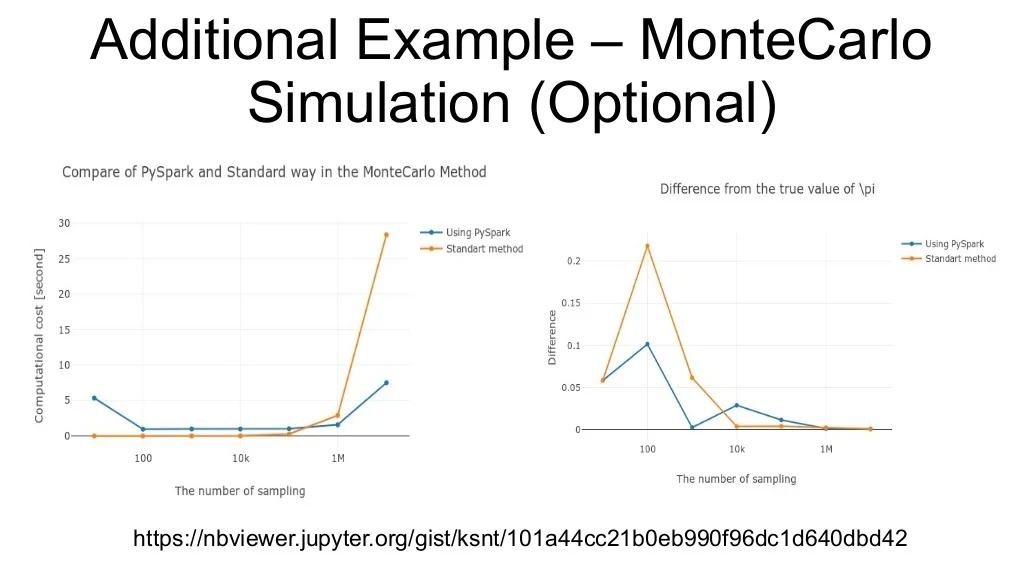 Additional Example – MonteCarlo
Simulation (Optional)
Compare of PySpark and Standard way in the MonteCarlo Method
30
25
20
15
10
5
0
Computational cost [second]
100
10k
1M
The number of sampling
Using PySpark
Standart method
Difference from the true value of \pi
0.2
0.15
0.1
0.05
0
Difference
100
10k
1M
The number of sampling
Using PySpark
Standart method
https://nbviewer.jupyter.org/gist/ksnt/101a44cc21b0eb990f96dc1d640dbd42